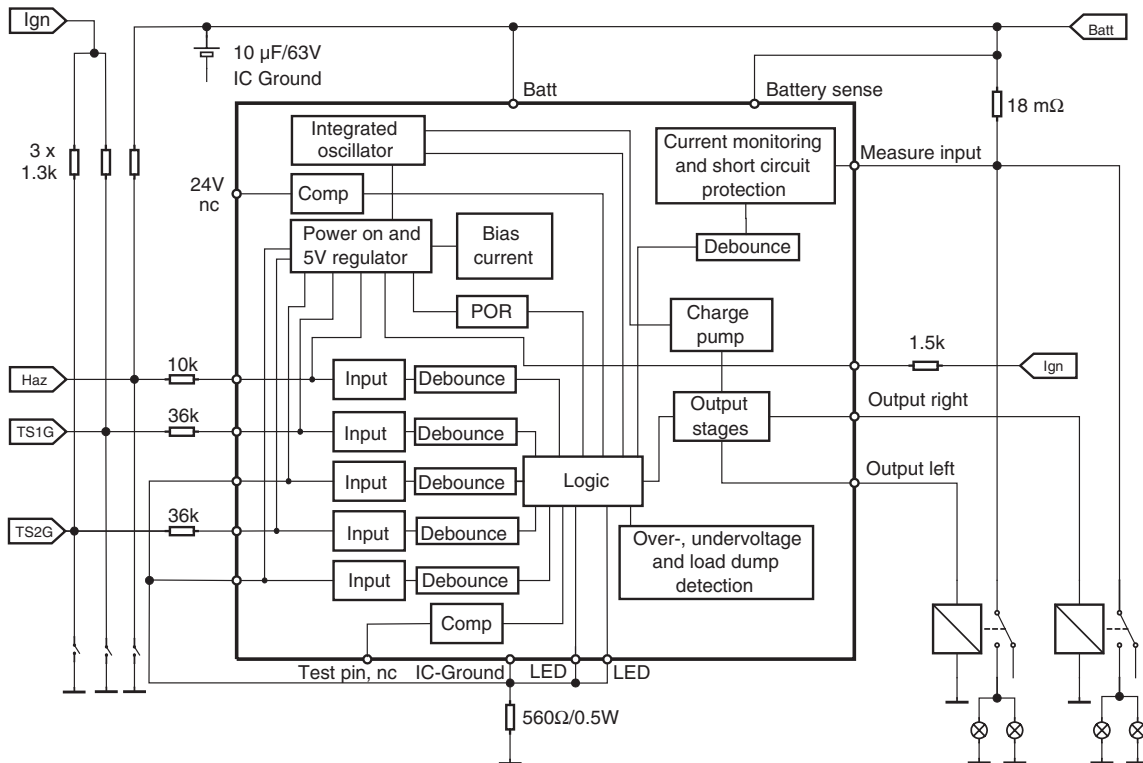 Ign
Batt
10 µF/63V
IC Ground
Batt
Battery sense
18 mΩ
3 x
1.3k
Integrated
oscillator
Current monitoring
and short circuit
protection
Measure input
24V
nc
Comp
Power on and
5V regulator
Bias
current
Debounce
POR
Charge
pump
1.5k
Ign
Haz
10k
Input
Debounce
Output
stages
Output right
TS1G
36k
Input
Debounce
Output left
Input
Debounce
Logic
TS2G
36k
Input
Debounce
Over-, undervoltage
and load dump
detection
Input
Debounce
Comp
Test pin, nc
IC-Ground
LED
LED
560Ω/0.5W